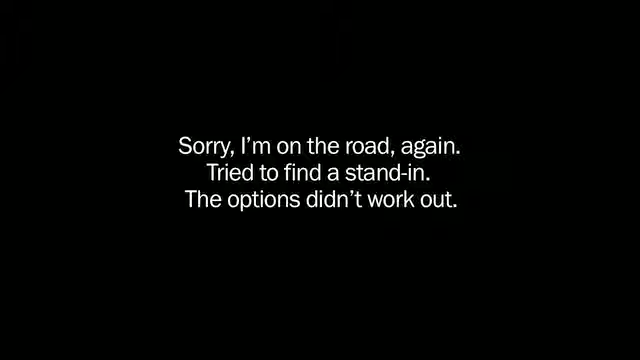 Sorry, I’m on the road, again.
Tried to find a stand-in.
The options didn’t work out.